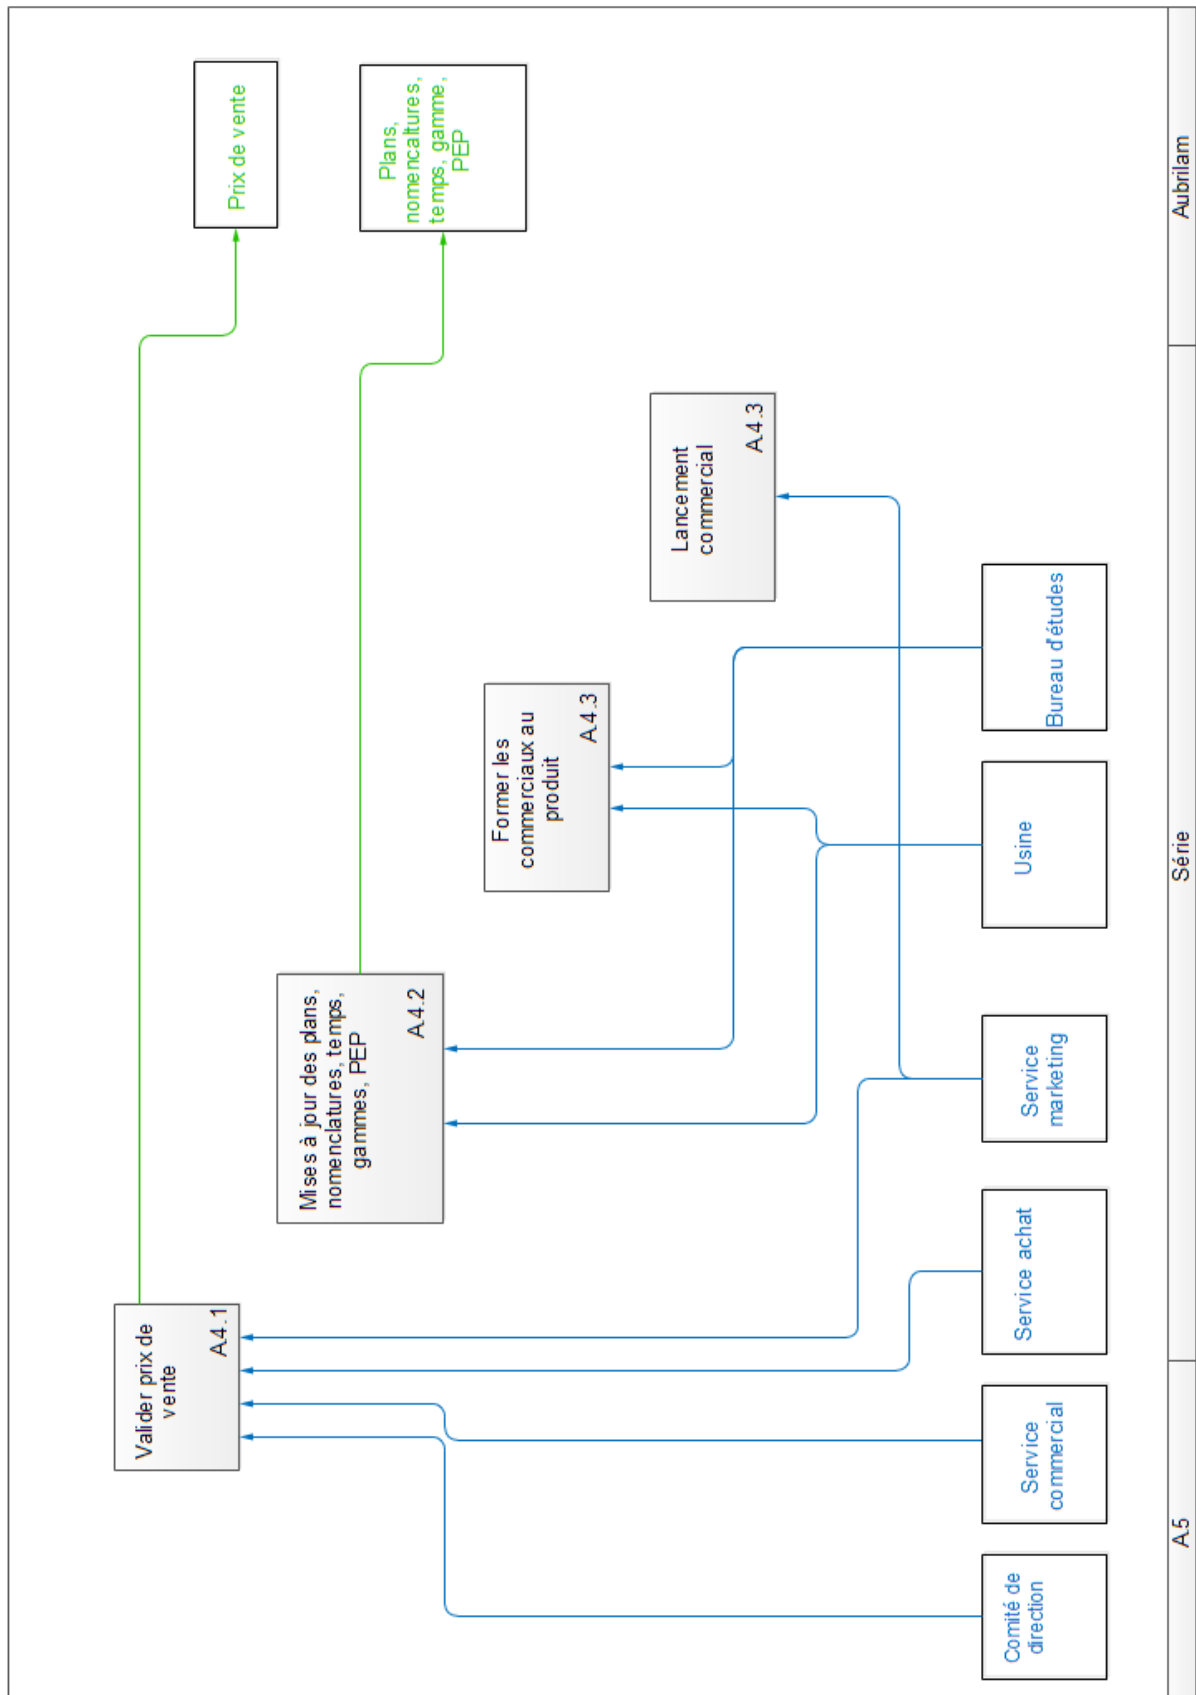 Valider prix de
vente
A.4.1
Prix de vente
Mises à jour des plans,
nomenclatures, temps,
gammes, PEP
A.4.2
Plans,
nomencaltures,
temps, gamme,
PEP
Former les
commerciaux au
produit
A.4.3
Lancement
commercial
A.4.3
Comité de
direction
Service
commercial
Service achat
Service
marketing
Usine
Bureau d'études
A.5
Série
Aubrilam